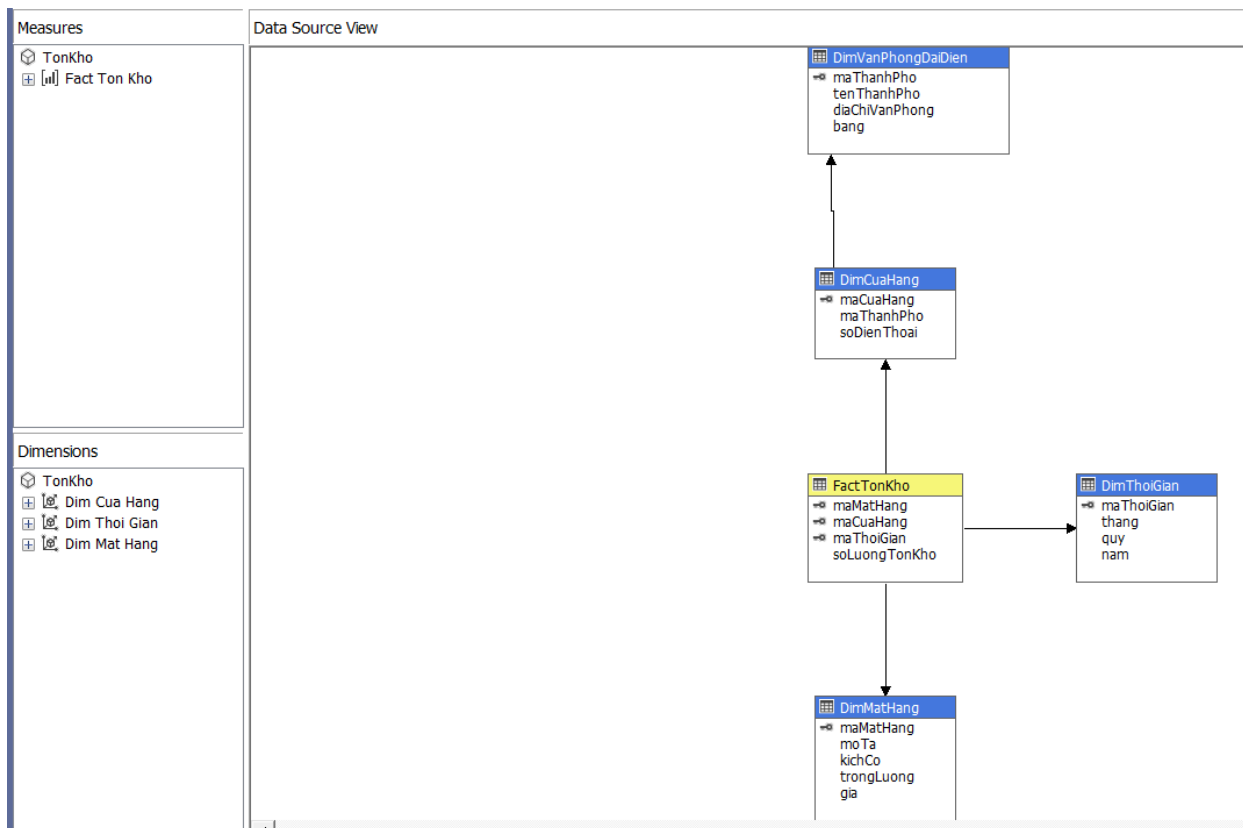 Measures
TonKho
Fact Ton Kho
Dimensions
TonKho
Dim Cua Hang
Dim Thoi Gian
Dim Mat Hang
Data Source View
DimVanPhongDaiDien
maThanhPho
tenThanhPho
diaChiVanPhong
bang
DimCuaHang
maCuaHang
maThanhPho
soDienThoai
FactTonKho
maMatHang
maCuaHang
maThoiGian
soLuongTonKho
DimThoiGian
maThoiGian
thang
quy
nam
DimMatHang
maMatHang
moTa
kichCo
trongLuong
gia